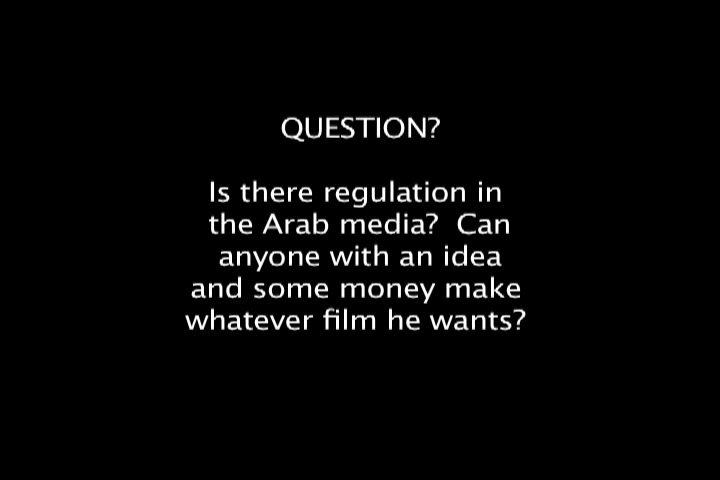 QUESTION?
Is there regulation in
the Arab media?  Can
anyone with an idea
and some money make
whatever film he wants?